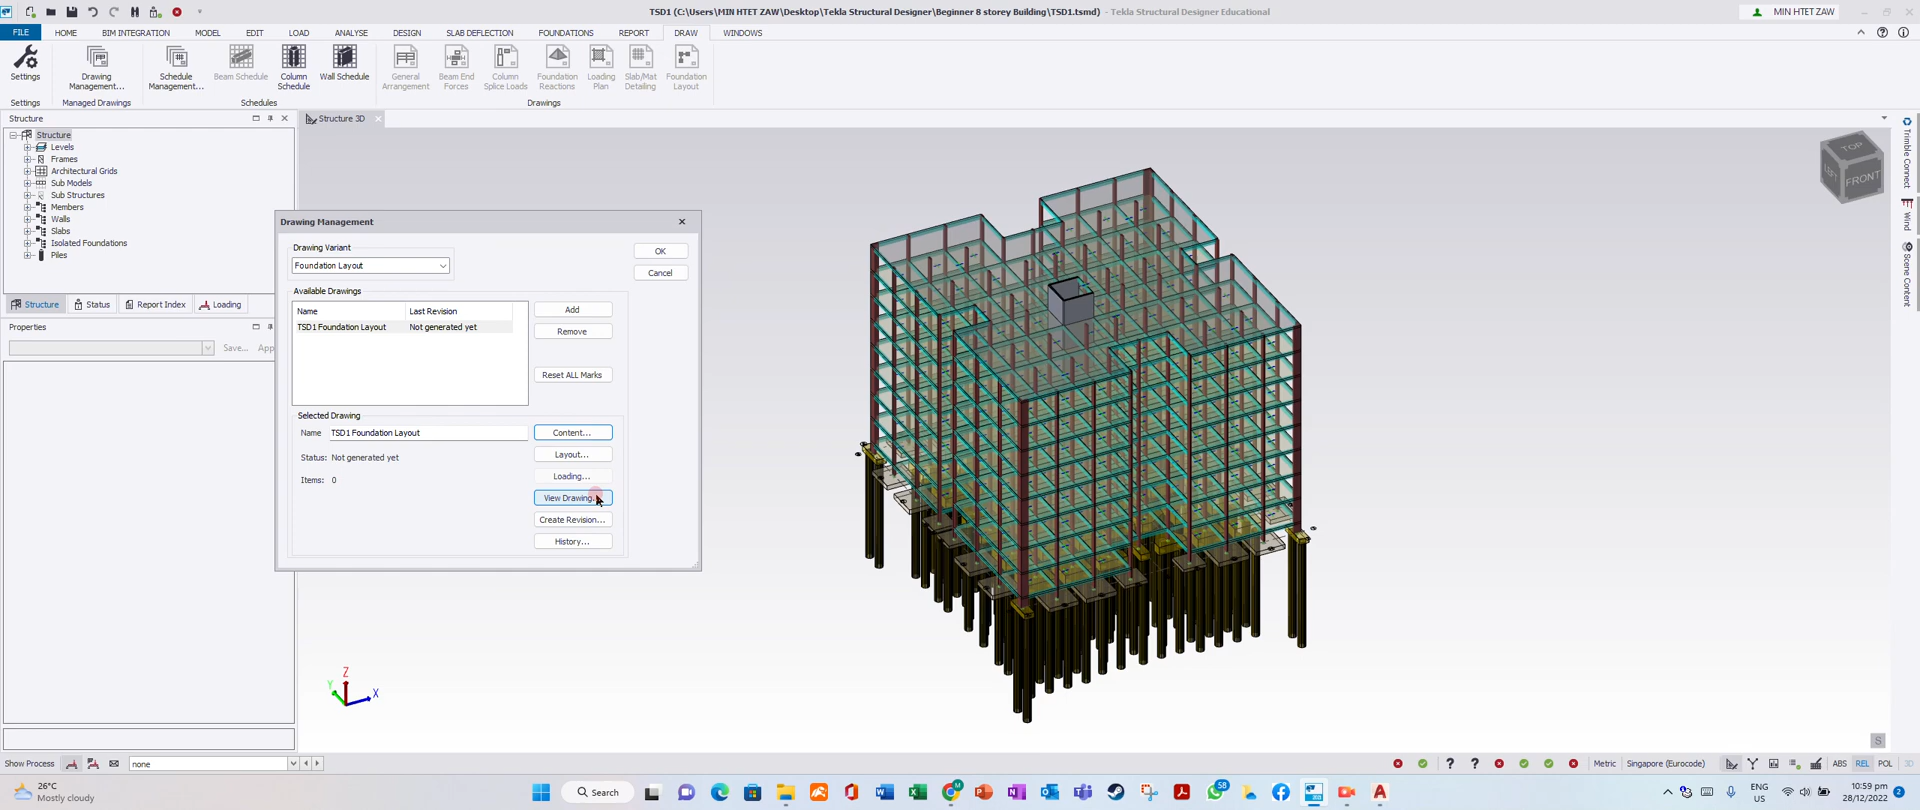 TSD1 (C:\Users\MIN HTET ZAW\Desktop\Tekla Structural Designer\Beginner 8 storey Building\TSD1.tsmd) - Tekla Structural Designer Educational
MIN HTET ZAW
FILE HOME BIM INTEGRATION MODEL EDIT LOAD ANALYSE DESIGN SLAB DEFLECTION FOUNDATIONS REPORT DRAW WINDOWS
Settings
Drawing Management...
Schedule Management...
Beam Schedule
Column Schedule
Wall Schedule
General Arrangement
Beam End Forces
Column Splice Loads
Foundation Reactions
Loading Plan
Slab/Mat Detailing
Foundation Layout
Settings Managed Drawings Schedules Drawings
Structure
Structure 3D
Structure
Levels
Frames
Architectural Grids
Sub Models
Sub Structures
Members
Walls
Slabs
Isolated Foundations
Piles
Structure Status Report Index Loading
Properties
Save...
Drawing Management
Drawing Variant
Foundation Layout
OK
Cancel
Available Drawings
Name Last Revision
TSD1 Foundation Layout Not generated yet
Add
Remove
Reset ALL Marks
Selected Drawing
Name TSD1 Foundation Layout
Content...
Status: Not generated yet
Layout...
Items: 0
Loading...
View Drawing
Create Revision...
History...
TOP
LEFT
FRONT
Trimble Connect
Wind
Scene Content
Z
Y
X
S
Show Process none
Metric Singapore (Eurocode) ABS REL POL 3D
26°C
Mostly cloudy
Search
58
ENG
US
10:59 pm
28/12/2022
2